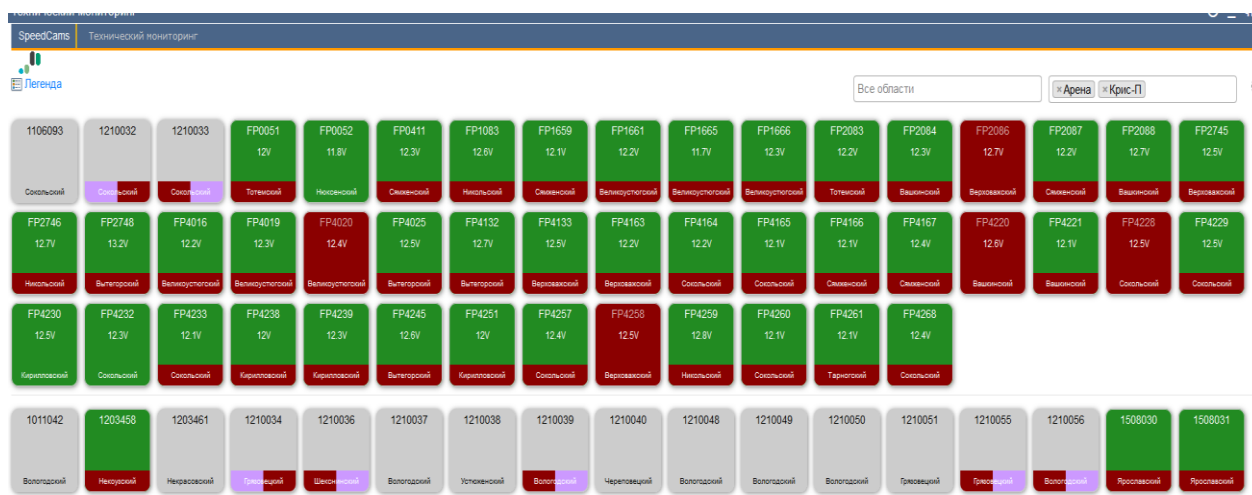 Технический мониторинг
SpeedCams Технический мониторинг
Легенда
Все области ×Арена ×Крис-П
1106093 1210032 1210033 FP0051 FP0052 FP0411 FP1083 FP1659 FP1661 FP1665 FP1666 FP2083 FP2084 FP2086 FP2087 FP2088 FP2745
12V 11.8V 12.3V 12.6V 12.1V 12.2V 11.7V 12.3V 12.2V 12.3V 12.7V 12.2V 12.7V 12.5V
Сокольский Сокольский Сокольский Тотемский Нюксенский Сямженский Никольский Сямженский Великоустюгский Великоустюгский Великоустюгский Тотемский Вашкинский Верховажский Сямженский Вашкинский Верховажский
FP2746 FP2748 FP4016 FP4019 FP4020 FP4025 FP4132 FP4133 FP4163 FP4164 FP4165 FP4166 FP4167 FP4220 FP4221 FP4228 FP4229
12.7V 13.2V 12.2V 12.3V 12.4V 12.5V 12.7V 12.5V 12.2V 12.2V 12.1V 12.1V 12.4V 12.6V 12.1V 12.5V 12.5V
Никольский Вытегорский Великоустюгский Великоустюгский Великоустюгский Вытегорский Вытегорский Верховажский Верховажский Сокольский Сокольский Сямженский Сямженский Вашкинский Вашкинский Сокольский Сокольский
FP4230 FP4232 FP4233 FP4238 FP4239 FP4245 FP4251 FP4257 FP4258 FP4259 FP4260 FP4261 FP4268
12.5V 12.3V 12.1V 12V 12.3V 12.6V 12V 12.4V 12.5V 12.8V 12.1V 12.1V 12.4V
Кирилловский Сокольский Сокольский Кирилловский Кирилловский Вытегорский Кирилловский Сокольский Верховажский Никольский Сокольский Тарногский Сокольский
1011042 1203458 1203461 1210034 1210036 1210037 1210038 1210039 1210040 1210048 1210049 1210050 1210051 1210055 1210056 1508030 1508031
Вологодский Некоузский Некрасовский Грязовецкий Шекснинский Вологодский Устюженский Вологодский Череповецкий Вологодский Вологодский Вологодский Грязовецкий Грязовецкий Вологодский Ярославский Ярославский